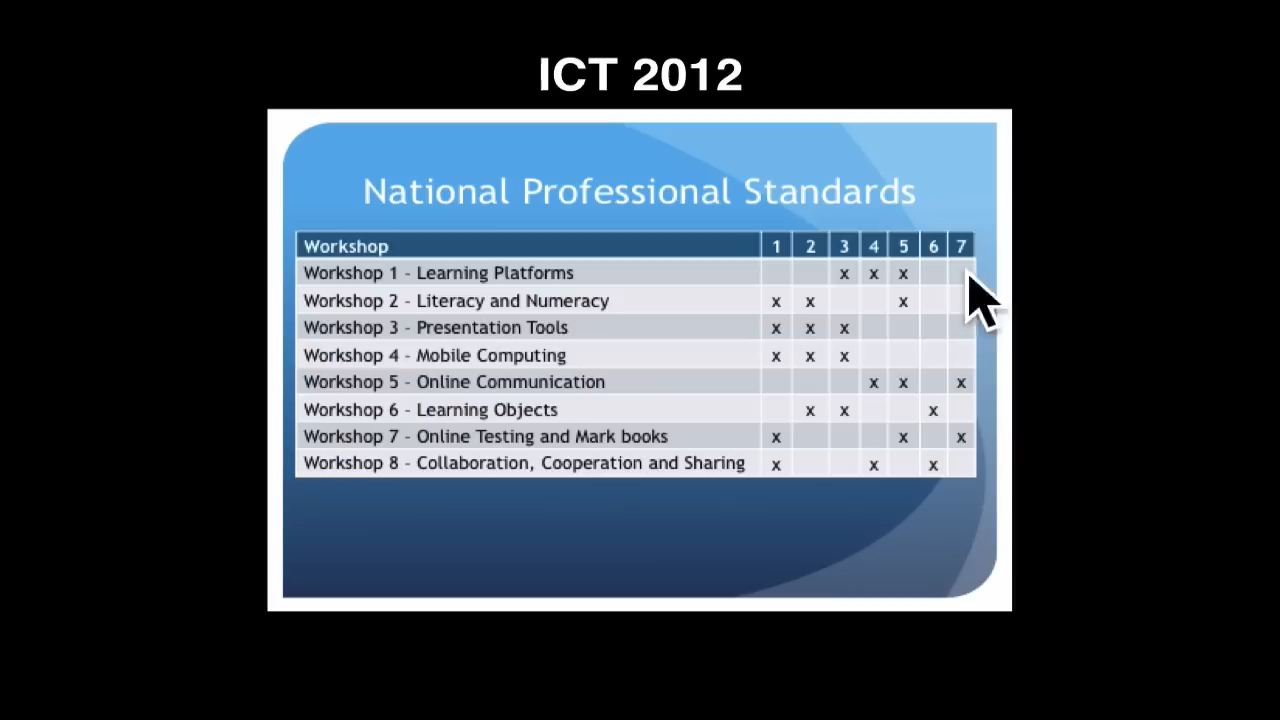 ICT 2012
National Professional Standards
Workshop 1 2 3 4 5 6 7
Workshop 1 - Learning Platforms x x x
Workshop 2 - Literacy and Numeracy x x x
Workshop 3 - Presentation Tools x x x
Workshop 4 - Mobile Computing x x x
Workshop 5 - Online Communication x x x
Workshop 6 - Learning Objects x x x
Workshop 7 - Online Testing and Mark books x x x
Workshop 8 - Collaboration, Cooperation and Sharing x x x